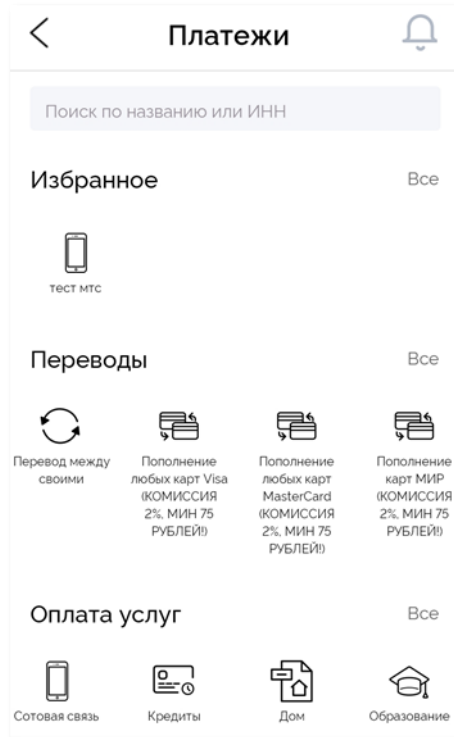 Платежи
Поиск по названию или ИНН
Избранное Все
тест мтс
Переводы Все
Перевод между
своими
Пополнение
любых карт Visa
(КОМИССИЯ
2%, МИН 75
РУБЛЕЙ!)
Пополнение
любых карт
MasterCard
(КОМИССИЯ
2%, МИН 75
РУБЛЕЙ!)
Пополнение
карт МИР
(КОМИССИЯ
2%, МИН 75
РУБЛЕЙ!)
Оплата услуг Все
Сотовая связь
Кредиты
Дом
Образование